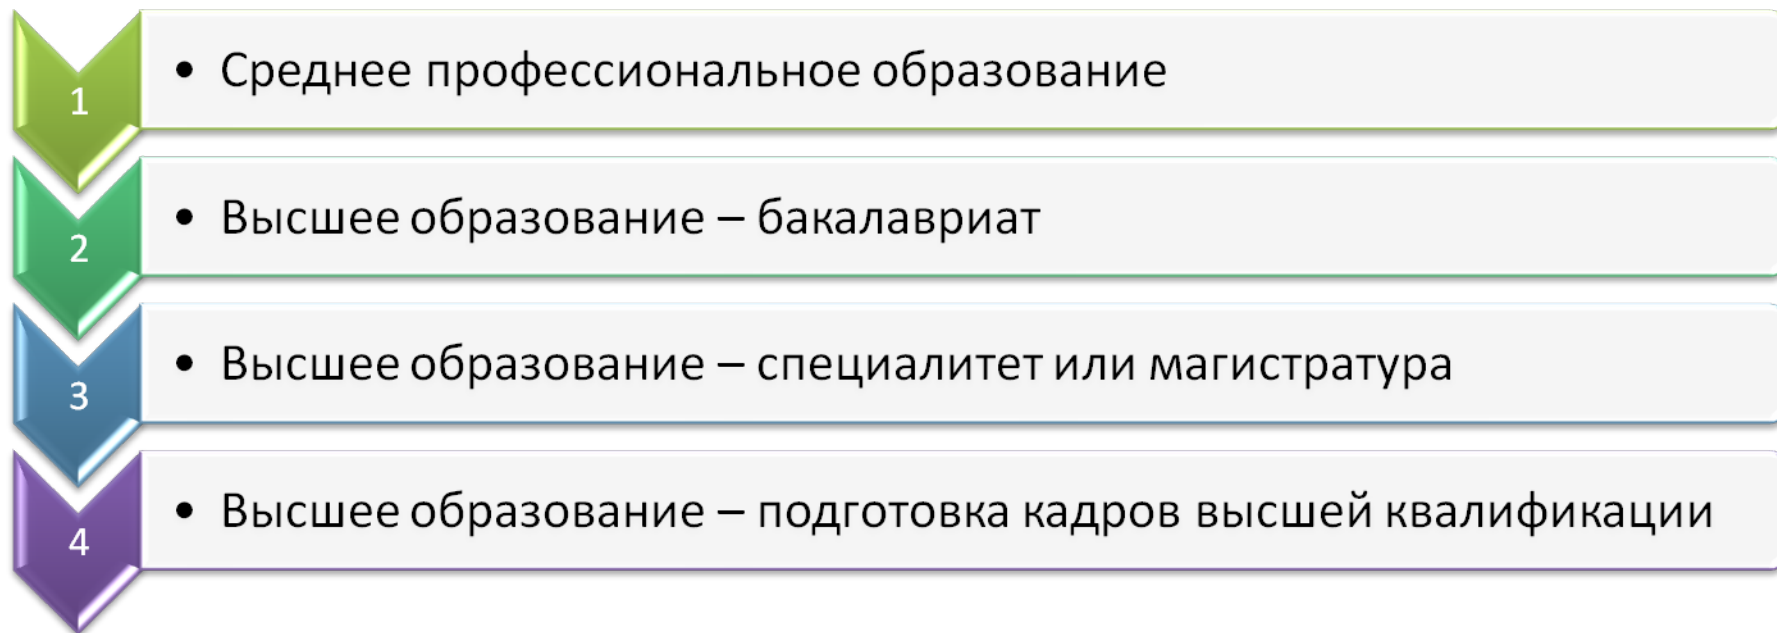 1
• Среднее профессиональное образование
2
• Высшее образование – бакалавриат
3
• Высшее образование – специалитет или магистратура
4
• Высшее образование – подготовка кадров высшей квалификации